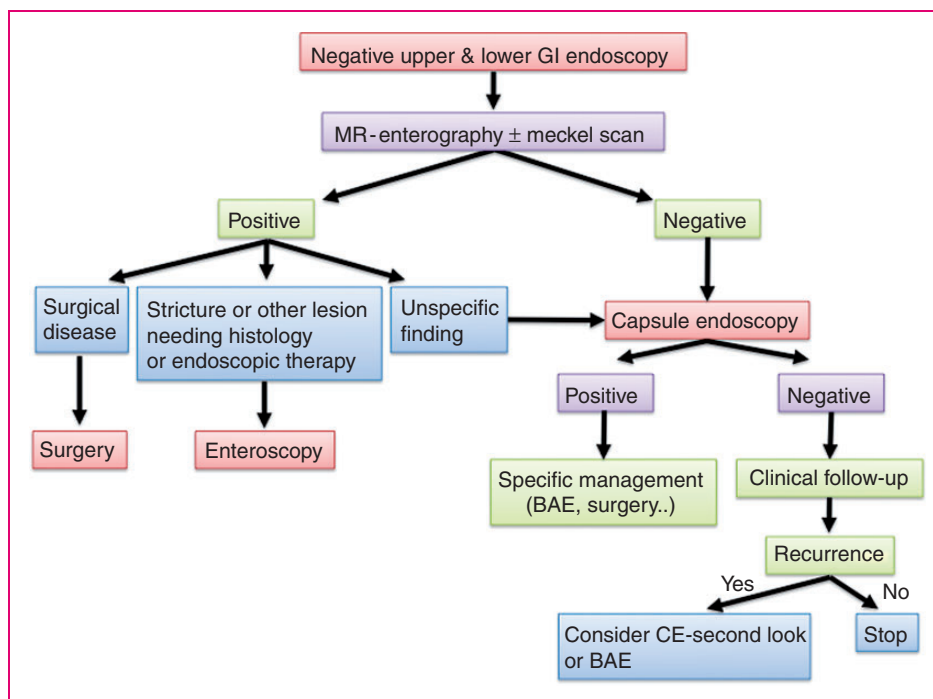 Negative upper & lower GI endoscopy
MR-enterography ± meckel scan
Positive
Negative
Surgical
disease
Stricture or other lesion
needing histology
or endoscopic therapy
Unspecific
finding
Capsule endoscopy
Positive
Negative
Surgery
Enteroscopy
Specific management
(BAE, surgery..)
Clinical follow-up
Recurrence
Yes
No
Consider CE-second look
or BAE
Stop